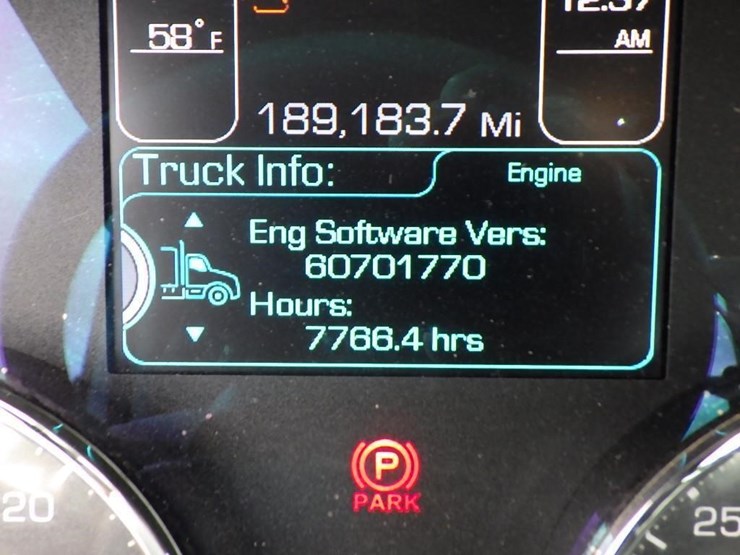 58° F
AM
189,183.7 Mi
Truck Info:
Engine
Eng Software Vers:
60701770
Hours:
7766.4 hrs
P
PARK
20
25